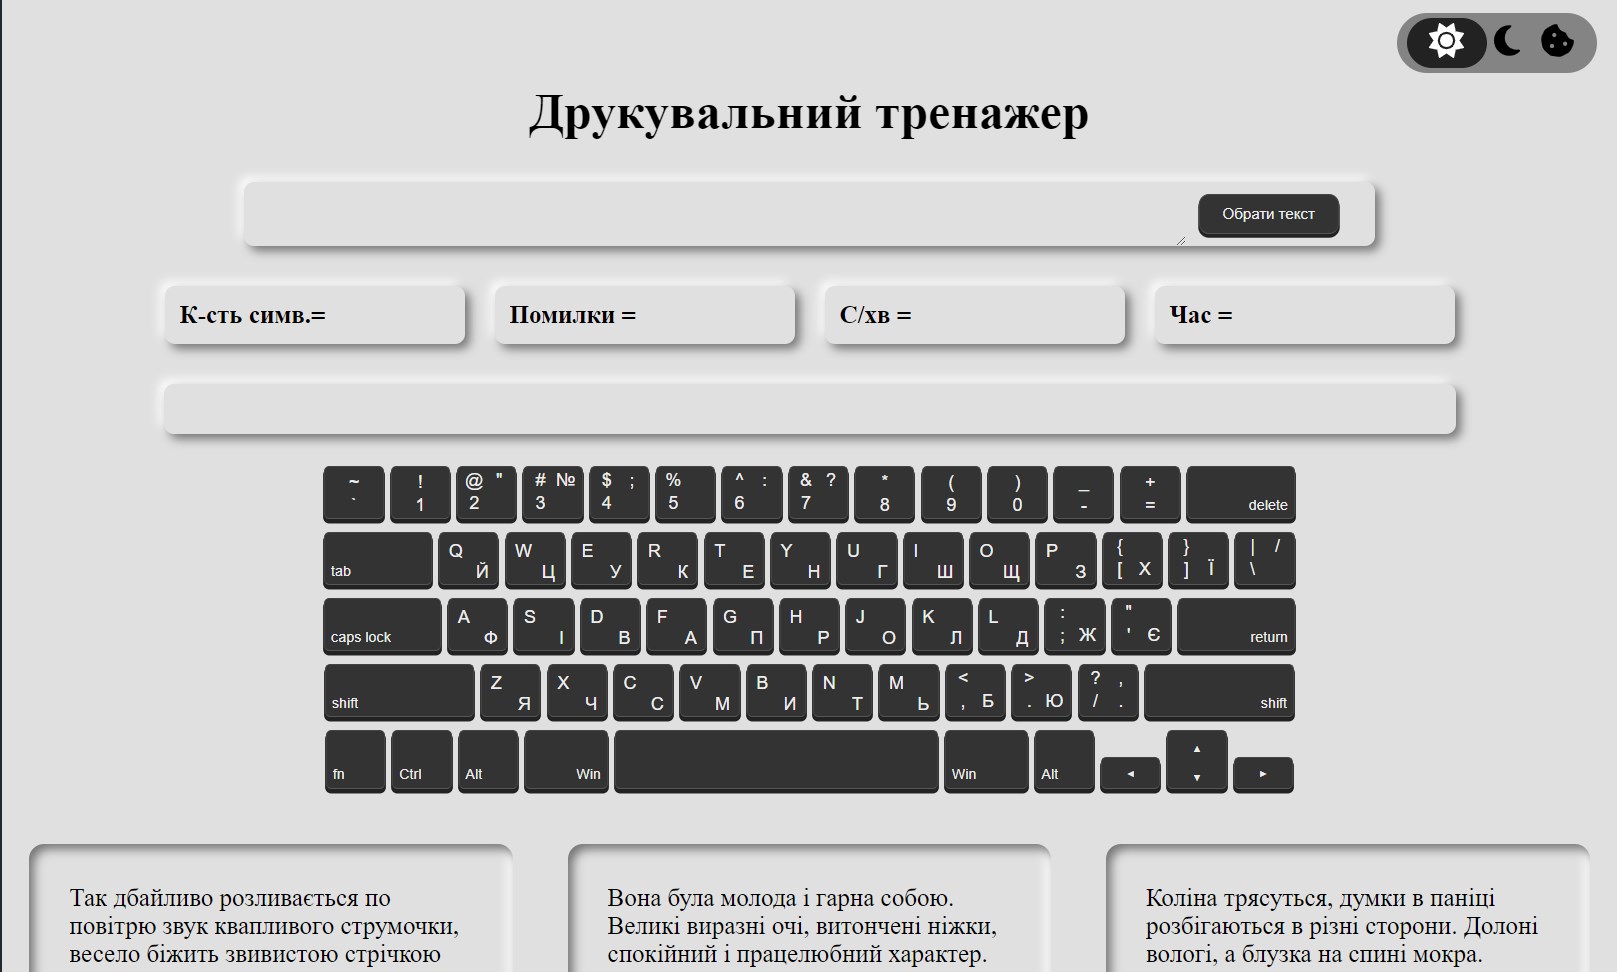 Друкувальний тренажер
Обрати текст
К-сть симв.=
Помилки =
С/хв =
Час =
~ ! @ " # № $ ; % ^ : & ? * ( ) _ +
` 1 2 3 4 5 6 7 8 9 0 - = delete
Q W E R T Y U I O P { } | /
tab Й Ц У К Е Н Г Ш Щ З [ Х ] Ї \
A S D F G H J K L : "
caps lock Ф І В А П Р О Л Д ; Ж ' Є return
Z X C V B N M < > ? ,
shift Я Ч С М И Т Ь , Б . Ю / . shift
fn Ctrl Alt Win Win Alt ◄ ▲ ▼ ►
Так дбайливо розливається по
повітрю звук квапливого струмочки,
весело біжить звивистою стрічкою
Вона була молода і гарна собою.
Великі виразні очі, витончені ніжки,
спокійний і працелюбний характер.
Коліна трясуться, думки в паніці
розбігаються в різні сторони. Долоні
вологі, а блузка на спині мокра.